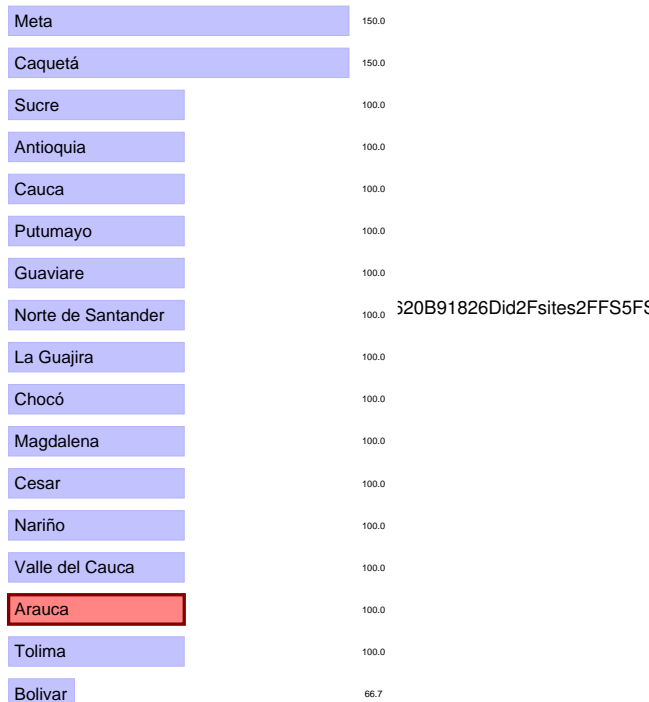 Meta 150.0
Caquetá 150.0
Sucre 100.0
Antioquia 100.0
Cauca 100.0
Putumayo 100.0
Guaviare 100.0
Norte de Santander 100.0 620B91826Did2Fsites2FFS5FS
La Guajira 100.0
Chocó 100.0
Magdalena 100.0
Cesar 100.0
Nariño 100.0
Valle del Cauca 100.0
Arauca 100.0
Tolima 100.0
Bolivar 66.7